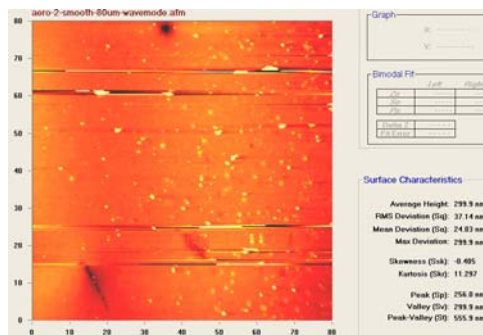 aero-2-smooth-80um-wavemode.afm
80
70
60
50
40
30
20
10
0
0 10 20 30 40 50 60 70 80
Graph
X:
Y:
Bimodal Fit
Left Right
Delta Z
Fit Error
Surface Characteristics
Average Height: 299.9 nm
RMS Deviation (Sq): 37.14 nm
Mean Deviation (Sa): 24.03 nm
Max Deviation: 299.9 nm
Skewness (Ssk): -0.405
Kurtosis (Sku): 11.297
Peak (Sp): 256.0 nm
Valley (Sv): 299.9 nm
Peak-Valley (St): 555.9 nm